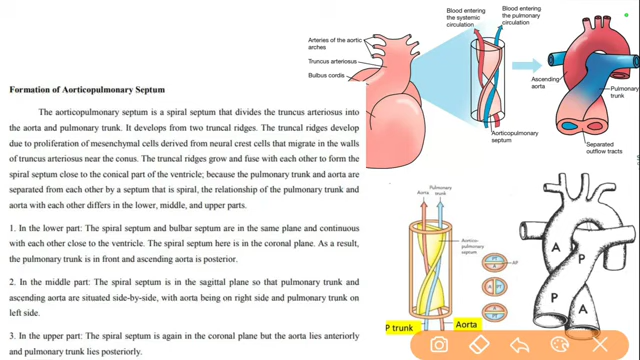 Blood entering
the systemic
circulation
Blood entering
the pulmonary
circulation
Arteries of the aortic
arches
Truncus arteriosus
Bulbus cordis
Ascending
aorta
Pulmonary
trunk
Aorticopulmonary
septum
Separated
outflow tracts
Formation of Aorticopulmonary Septum
The aorticopulmonary septum is a spiral septum that divides the truncus arteriosus into
the aorta and pulmonary trunk. It develops from two truncal ridges. The truncal ridges develop
due to proliferation of mesenchymal cells derived from neural crest cells that migrate in the walls
of truncus arteriosus near the conus. The truncal ridges grow and fuse with each other to form the
spiral septum close to the conical part of the ventricle; because the pulmonary trunk and aorta are
separated from each other by a septum that is spiral, the relationship of the pulmonary trunk and
aorta with each other differs in the lower, middle, and upper parts.
1. In the lower part: The spiral septum and bulbar septum are in the same plane and continuous
with each other close to the ventricle. The spiral septum here is in the coronal plane. As a result,
the pulmonary trunk is in front and ascending aorta is posterior.
2. In the middle part: The spiral septum is in the sagittal plane so that pulmonary trunk and
ascending aorta are situated side-by-side, with aorta being on right side and pulmonary trunk on
left side.
3. In the upper part: The spiral septum is again in the coronal plane but the aorta lies anteriorly
and pulmonary trunk lies posteriorly.
Aorta
Pulmonary
trunk
Aortico-
pulmonary
septum
AP
A
P
P
A
P trunk
Aorta